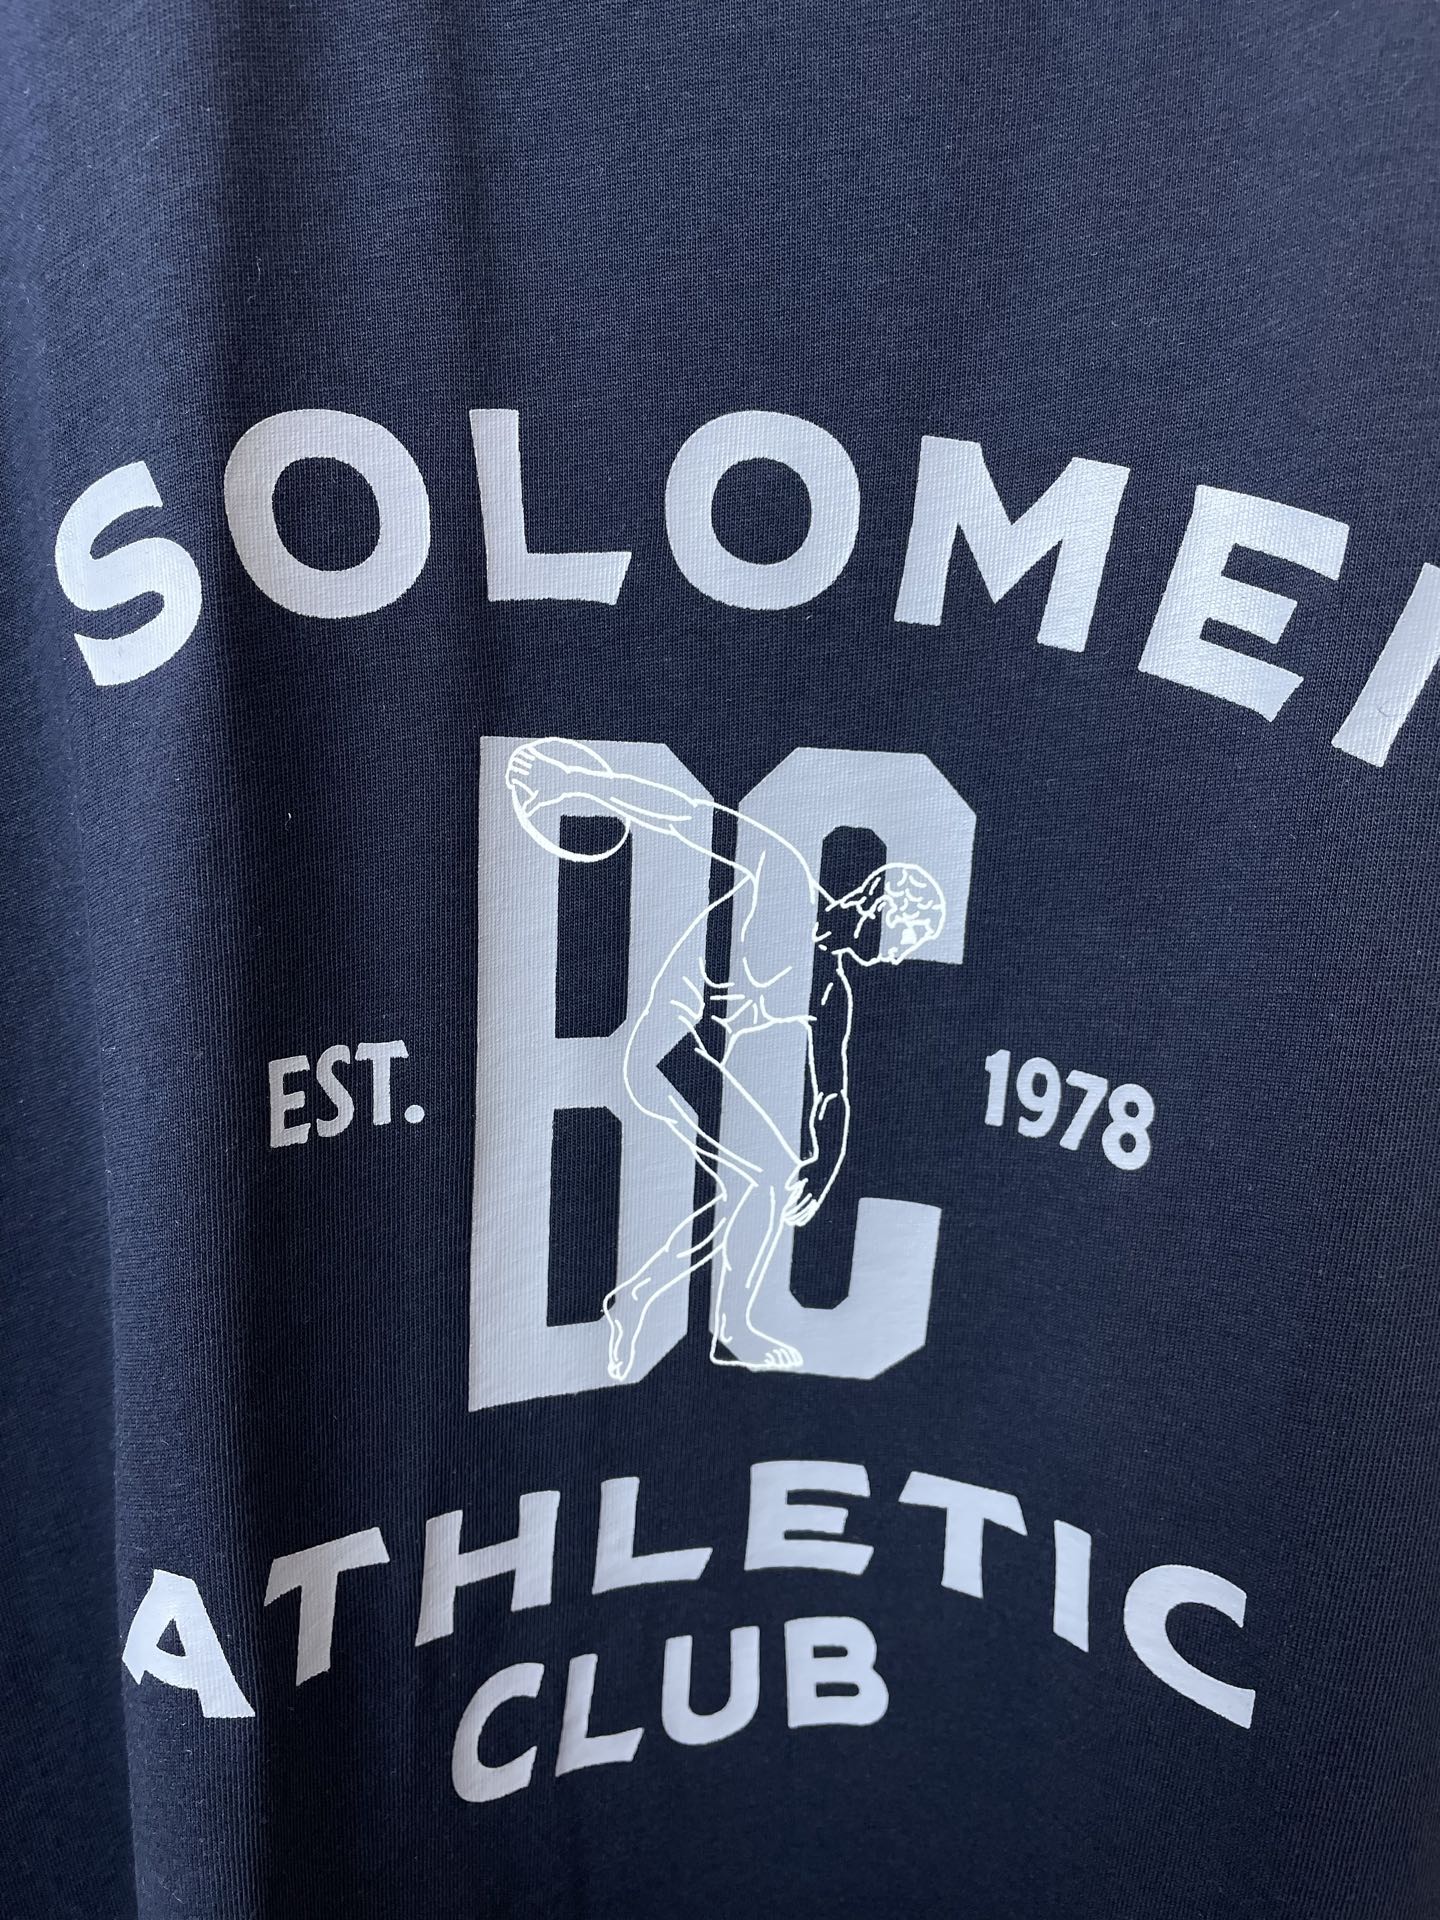 SOLOMEI
BC
EST. 1978
ATHLETIC
CLUB